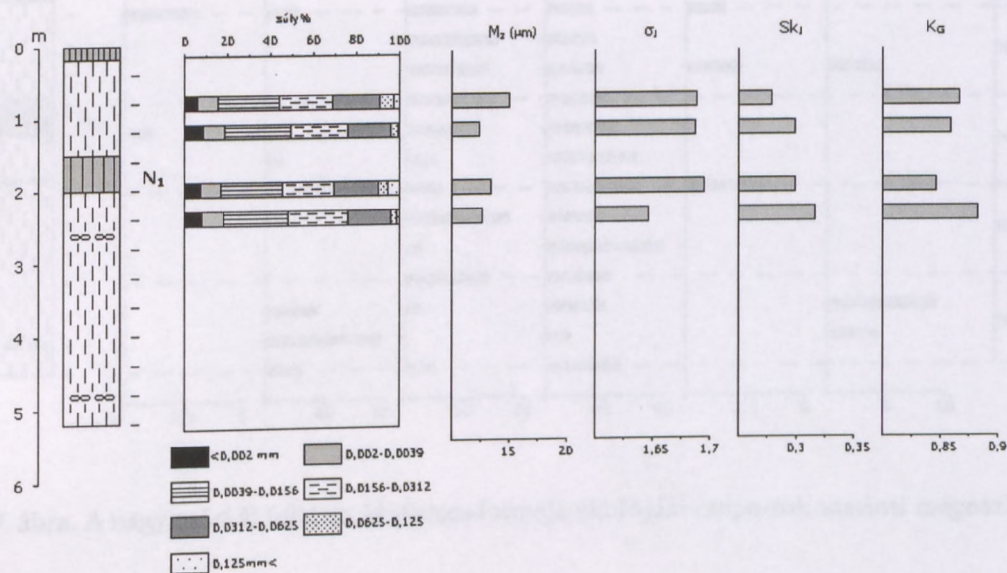 súly %
m 0 20 40 60 80 100 M₂ (µm) σᵢ Skᵢ K_G
0
1
N₁
2
3
4
5
6
15 20 1,65 1,7 0,3 0,35 0,85 0,9
<0,002 mm 0,002-0,0039
0,0039-0,0156 0,0156-0,0312
0,0312-0,0625 0,0625-0,125
0,125mm<